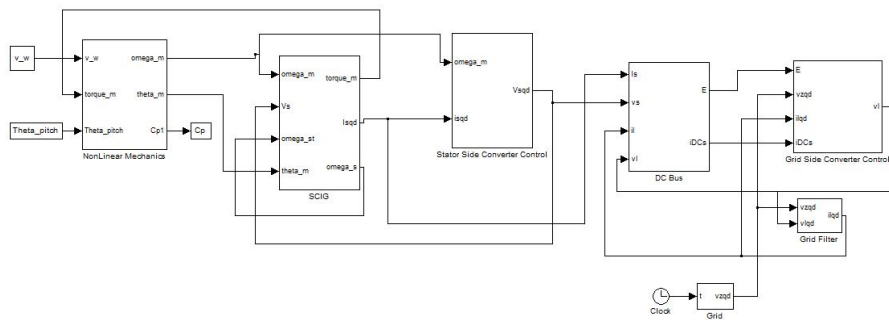 v_w
Theta_pitch
v_w
torque_m
Theta_pitch
omega_m
theta_m
Cp1
NonLinear Mechanics
Cp
omega_m
Vs
omega_st
theta_m
torque_m
Isqd
omega_s
SCIG
omega_m
isqd
Vsqd
Stator Side Converter Control
Is
vs
il
vl
E
iDCs
DC Bus
E
vzqd
ilqd
iDCs
vl
Grid Side Converter Control
vzqd
vlqd
ilqd
Grid Filter
Clock
t
vzqd
Grid